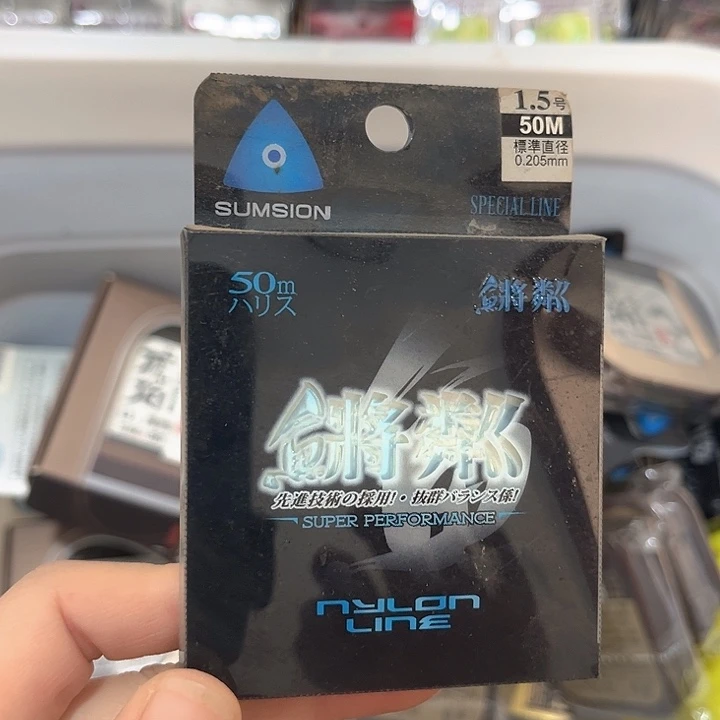 1.5号
50M
標準直径
0.205mm
SUMSION
SPECIAL LINE
50m
ハリス
先進技術の採用!・抜群バランス係!
SUPER PERFORMANCE
NYLON
LINE